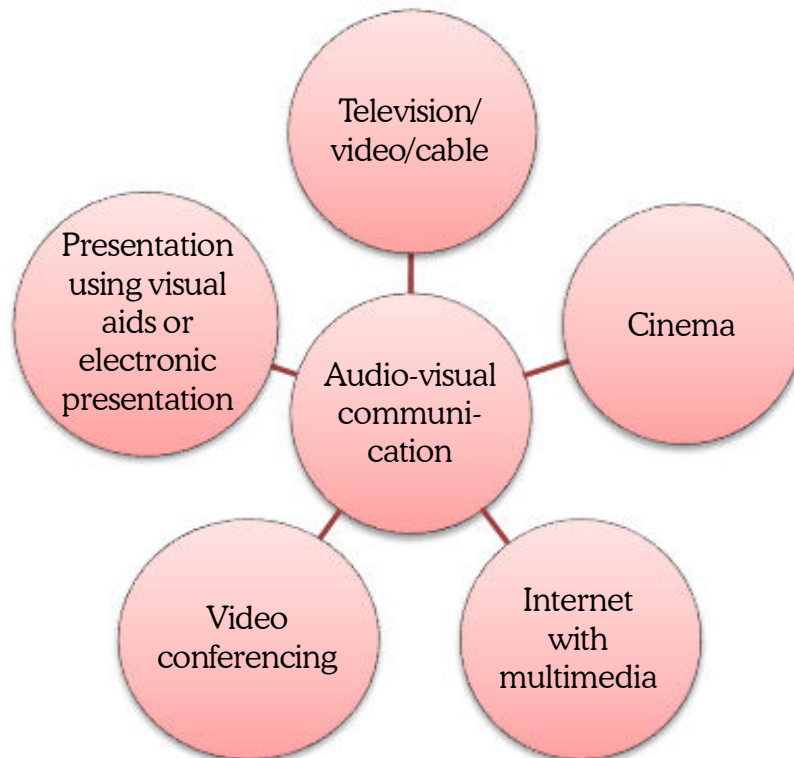 Television/
video/cable
Presentation
using visual
aids or
electronic
presentation
Cinema
Audio-visual
communi-
cation
Video
conferencing
Internet
with
multimedia